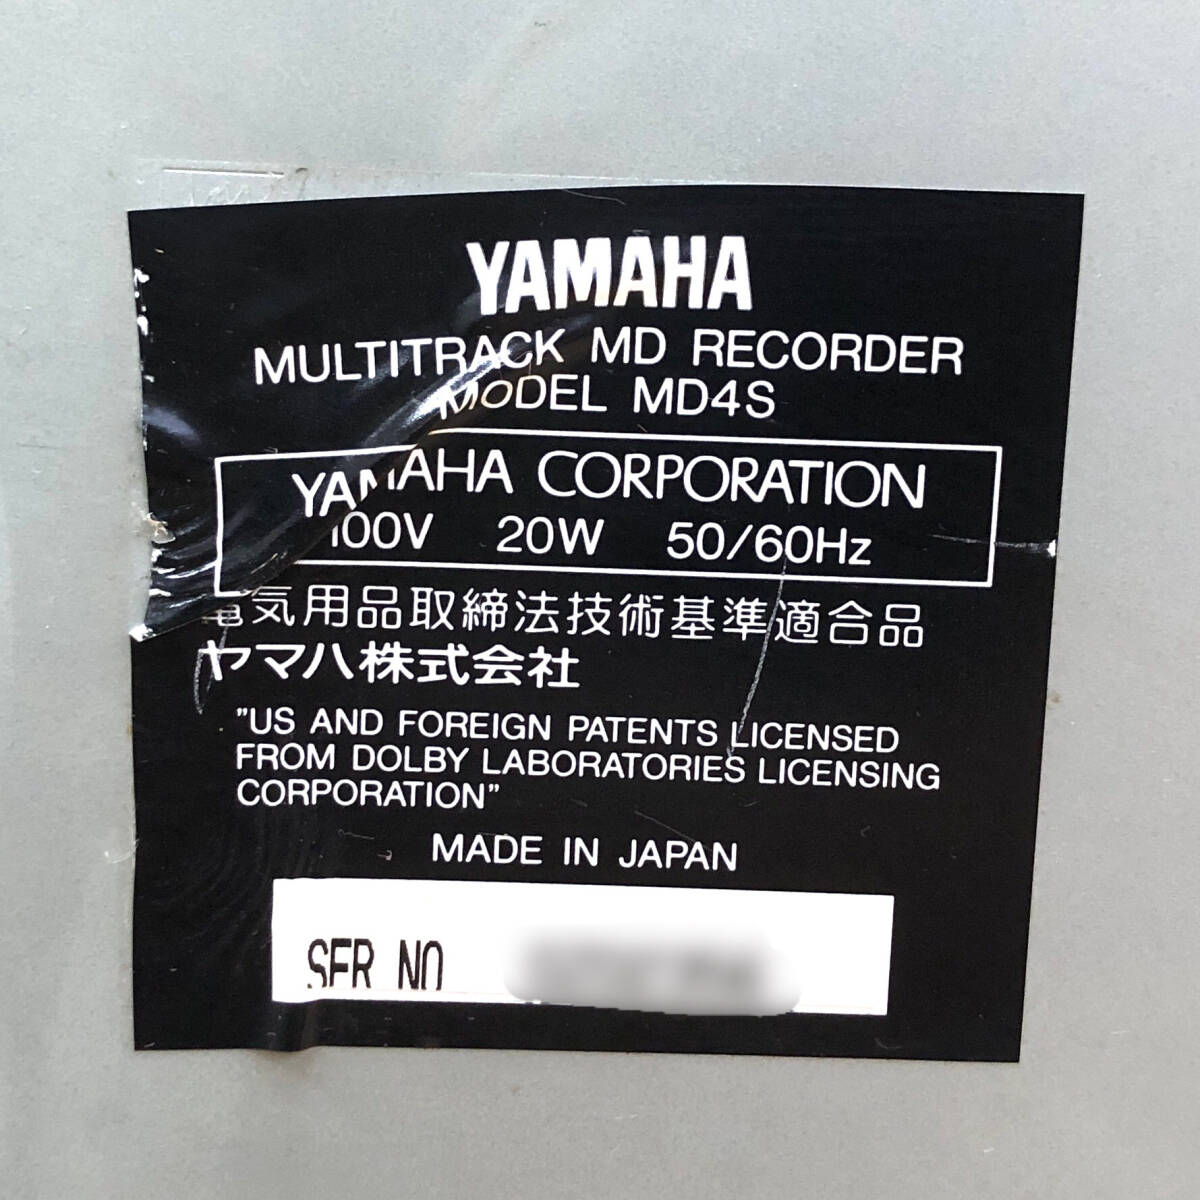 YAMAHA
MULTITRACK MD RECORDER
MODEL MD4S
YAMAHA CORPORATION
100V 20W 50/60Hz
電気用品取締法技術基準適合品
ヤマハ株式会社
"US AND FOREIGN PATENTS LICENSED
FROM DOLBY LABORATORIES LICENSING
CORPORATION"
MADE IN JAPAN
SER NO